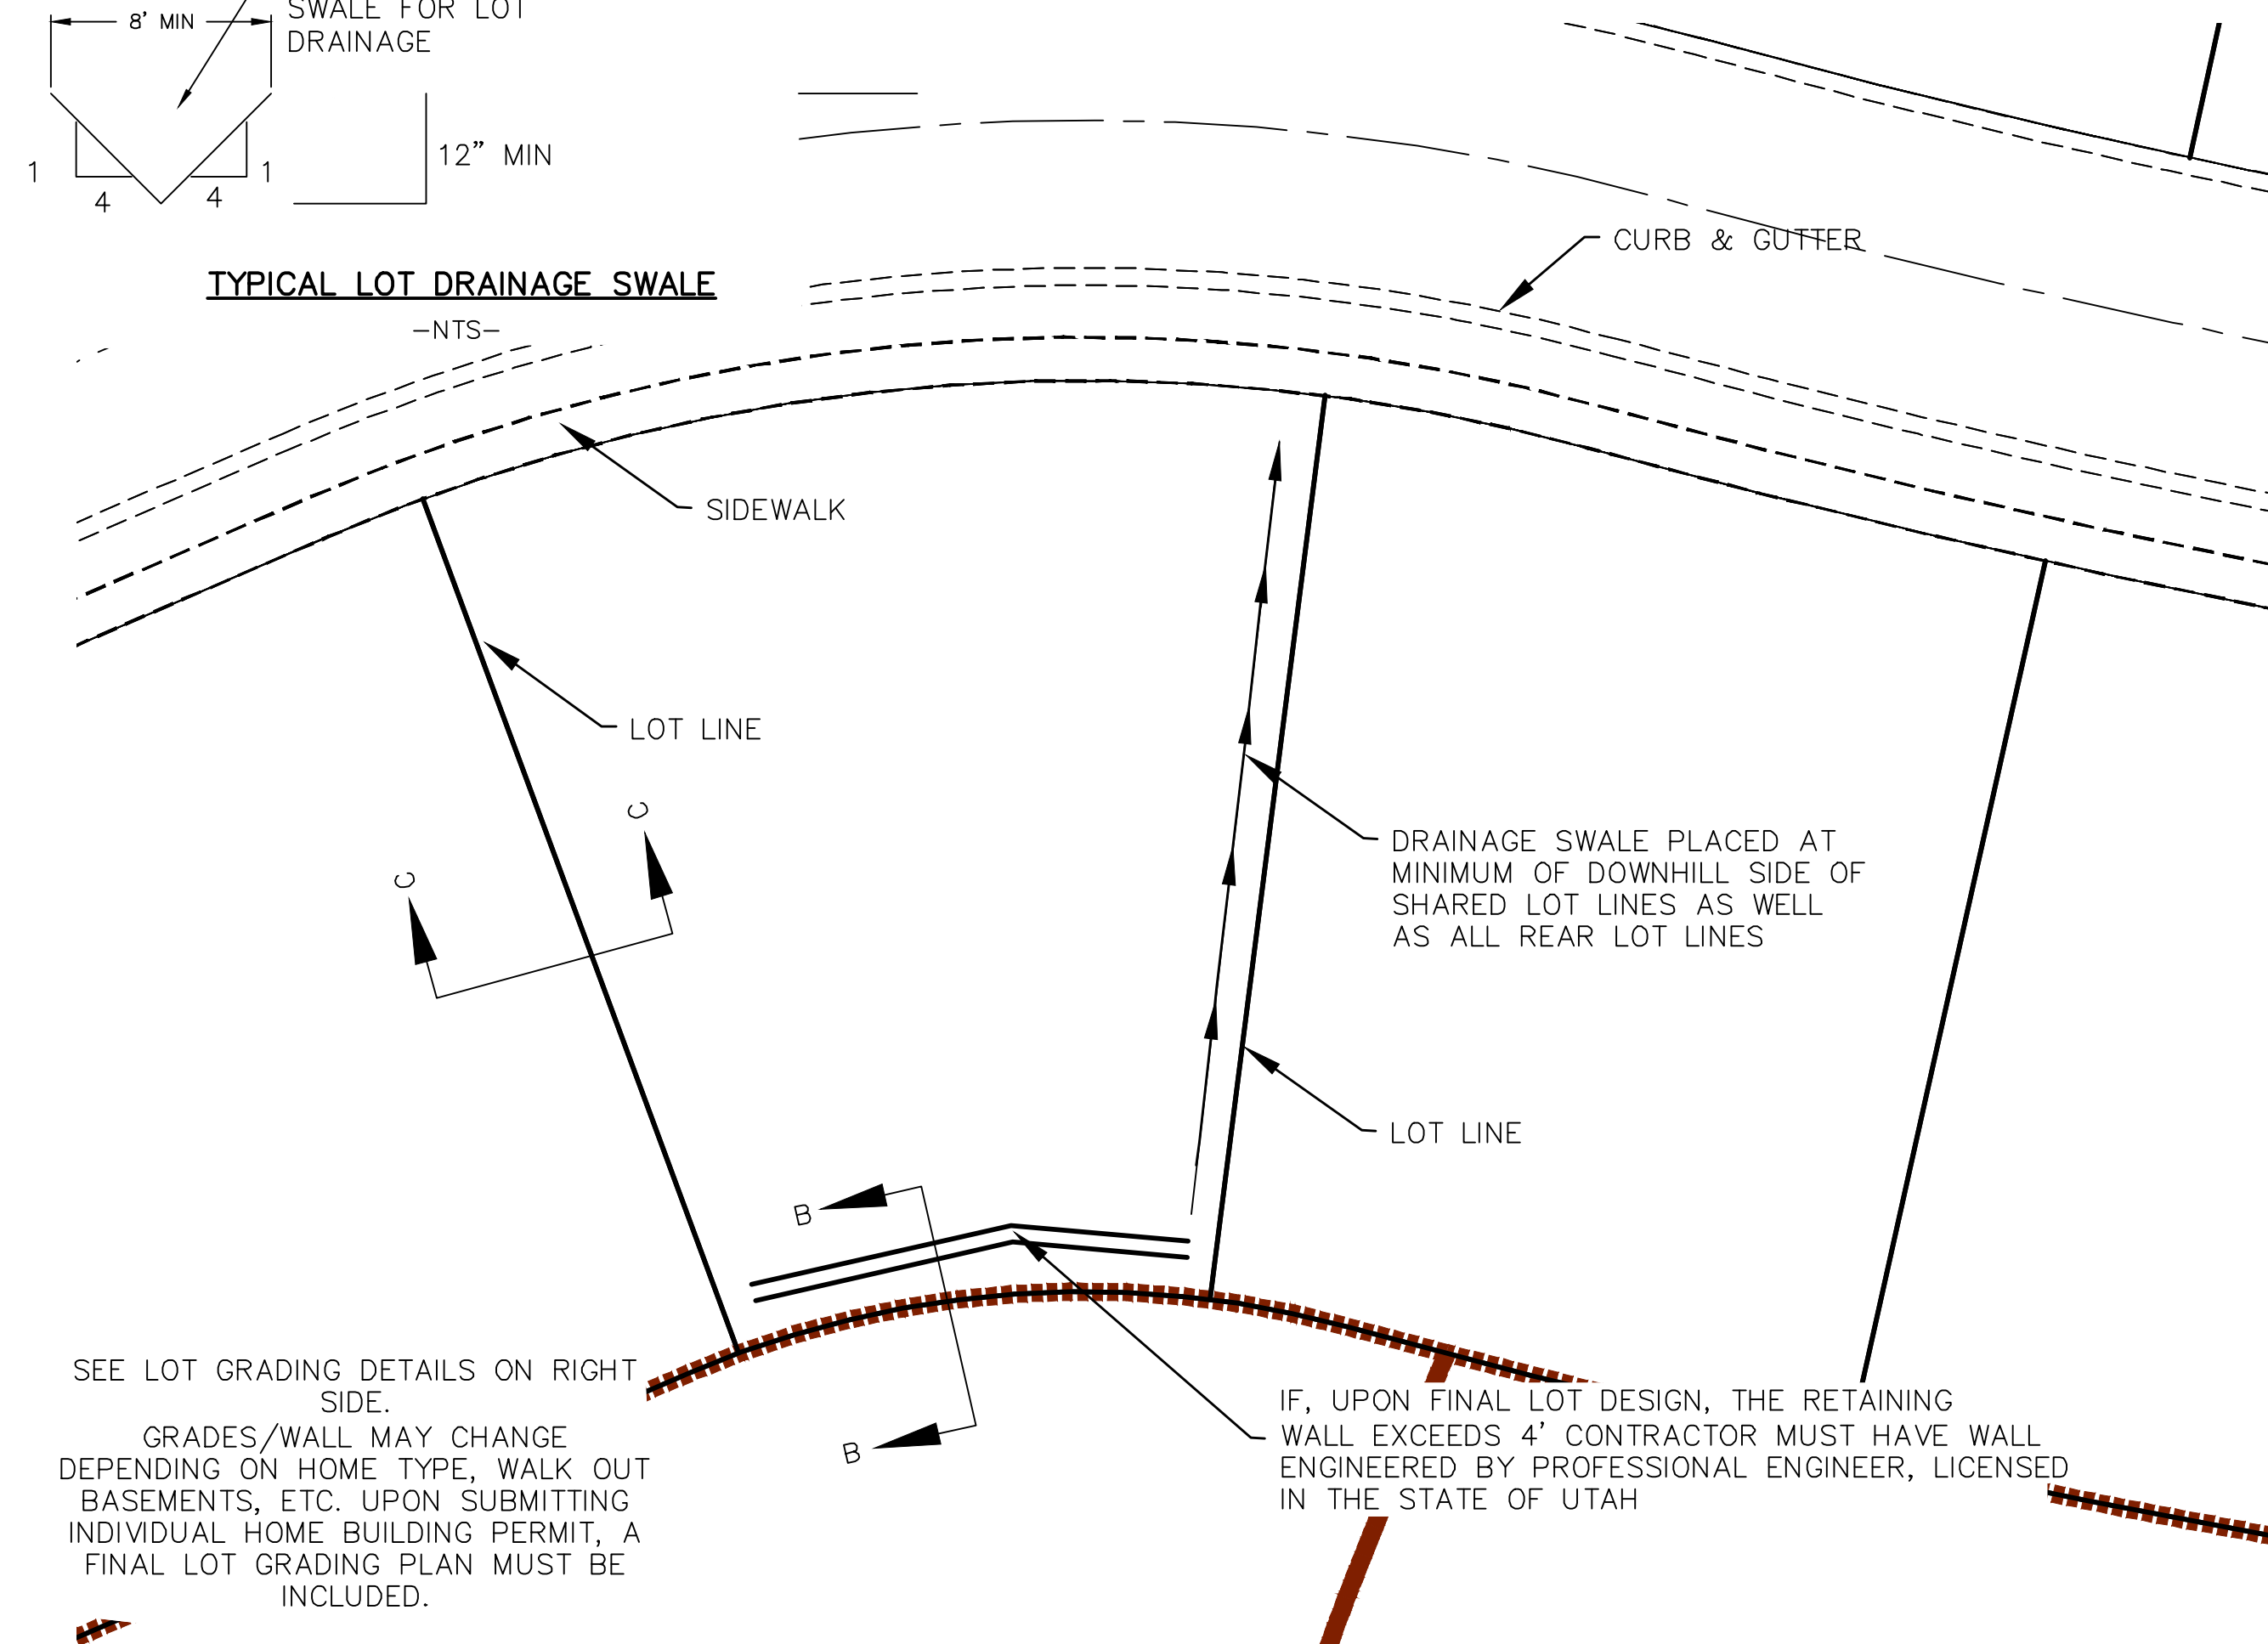 8' MIN
SWALE FOR LOT
DRAINAGE
1
4
4
1
12" MIN
TYPICAL LOT DRAINAGE SWALE
-NTS-
CURB & GUTTER
SIDEWALK
LOT LINE
C
C
DRAINAGE SWALE PLACED AT
MINIMUM OF DOWNHILL SIDE OF
SHARED LOT LINES AS WELL
AS ALL REAR LOT LINES
LOT LINE
B
B
SEE LOT GRADING DETAILS ON RIGHT
SIDE.
GRADES/WALL MAY CHANGE
DEPENDING ON HOME TYPE, WALK OUT
BASEMENTS, ETC. UPON SUBMITTING
INDIVIDUAL HOME BUILDING PERMIT, A
FINAL LOT GRADING PLAN MUST BE
INCLUDED.
IF, UPON FINAL LOT DESIGN, THE RETAINING
WALL EXCEEDS 4' CONTRACTOR MUST HAVE WALL
ENGINEERED BY PROFESSIONAL ENGINEER, LICENSED
IN THE STATE OF UTAH